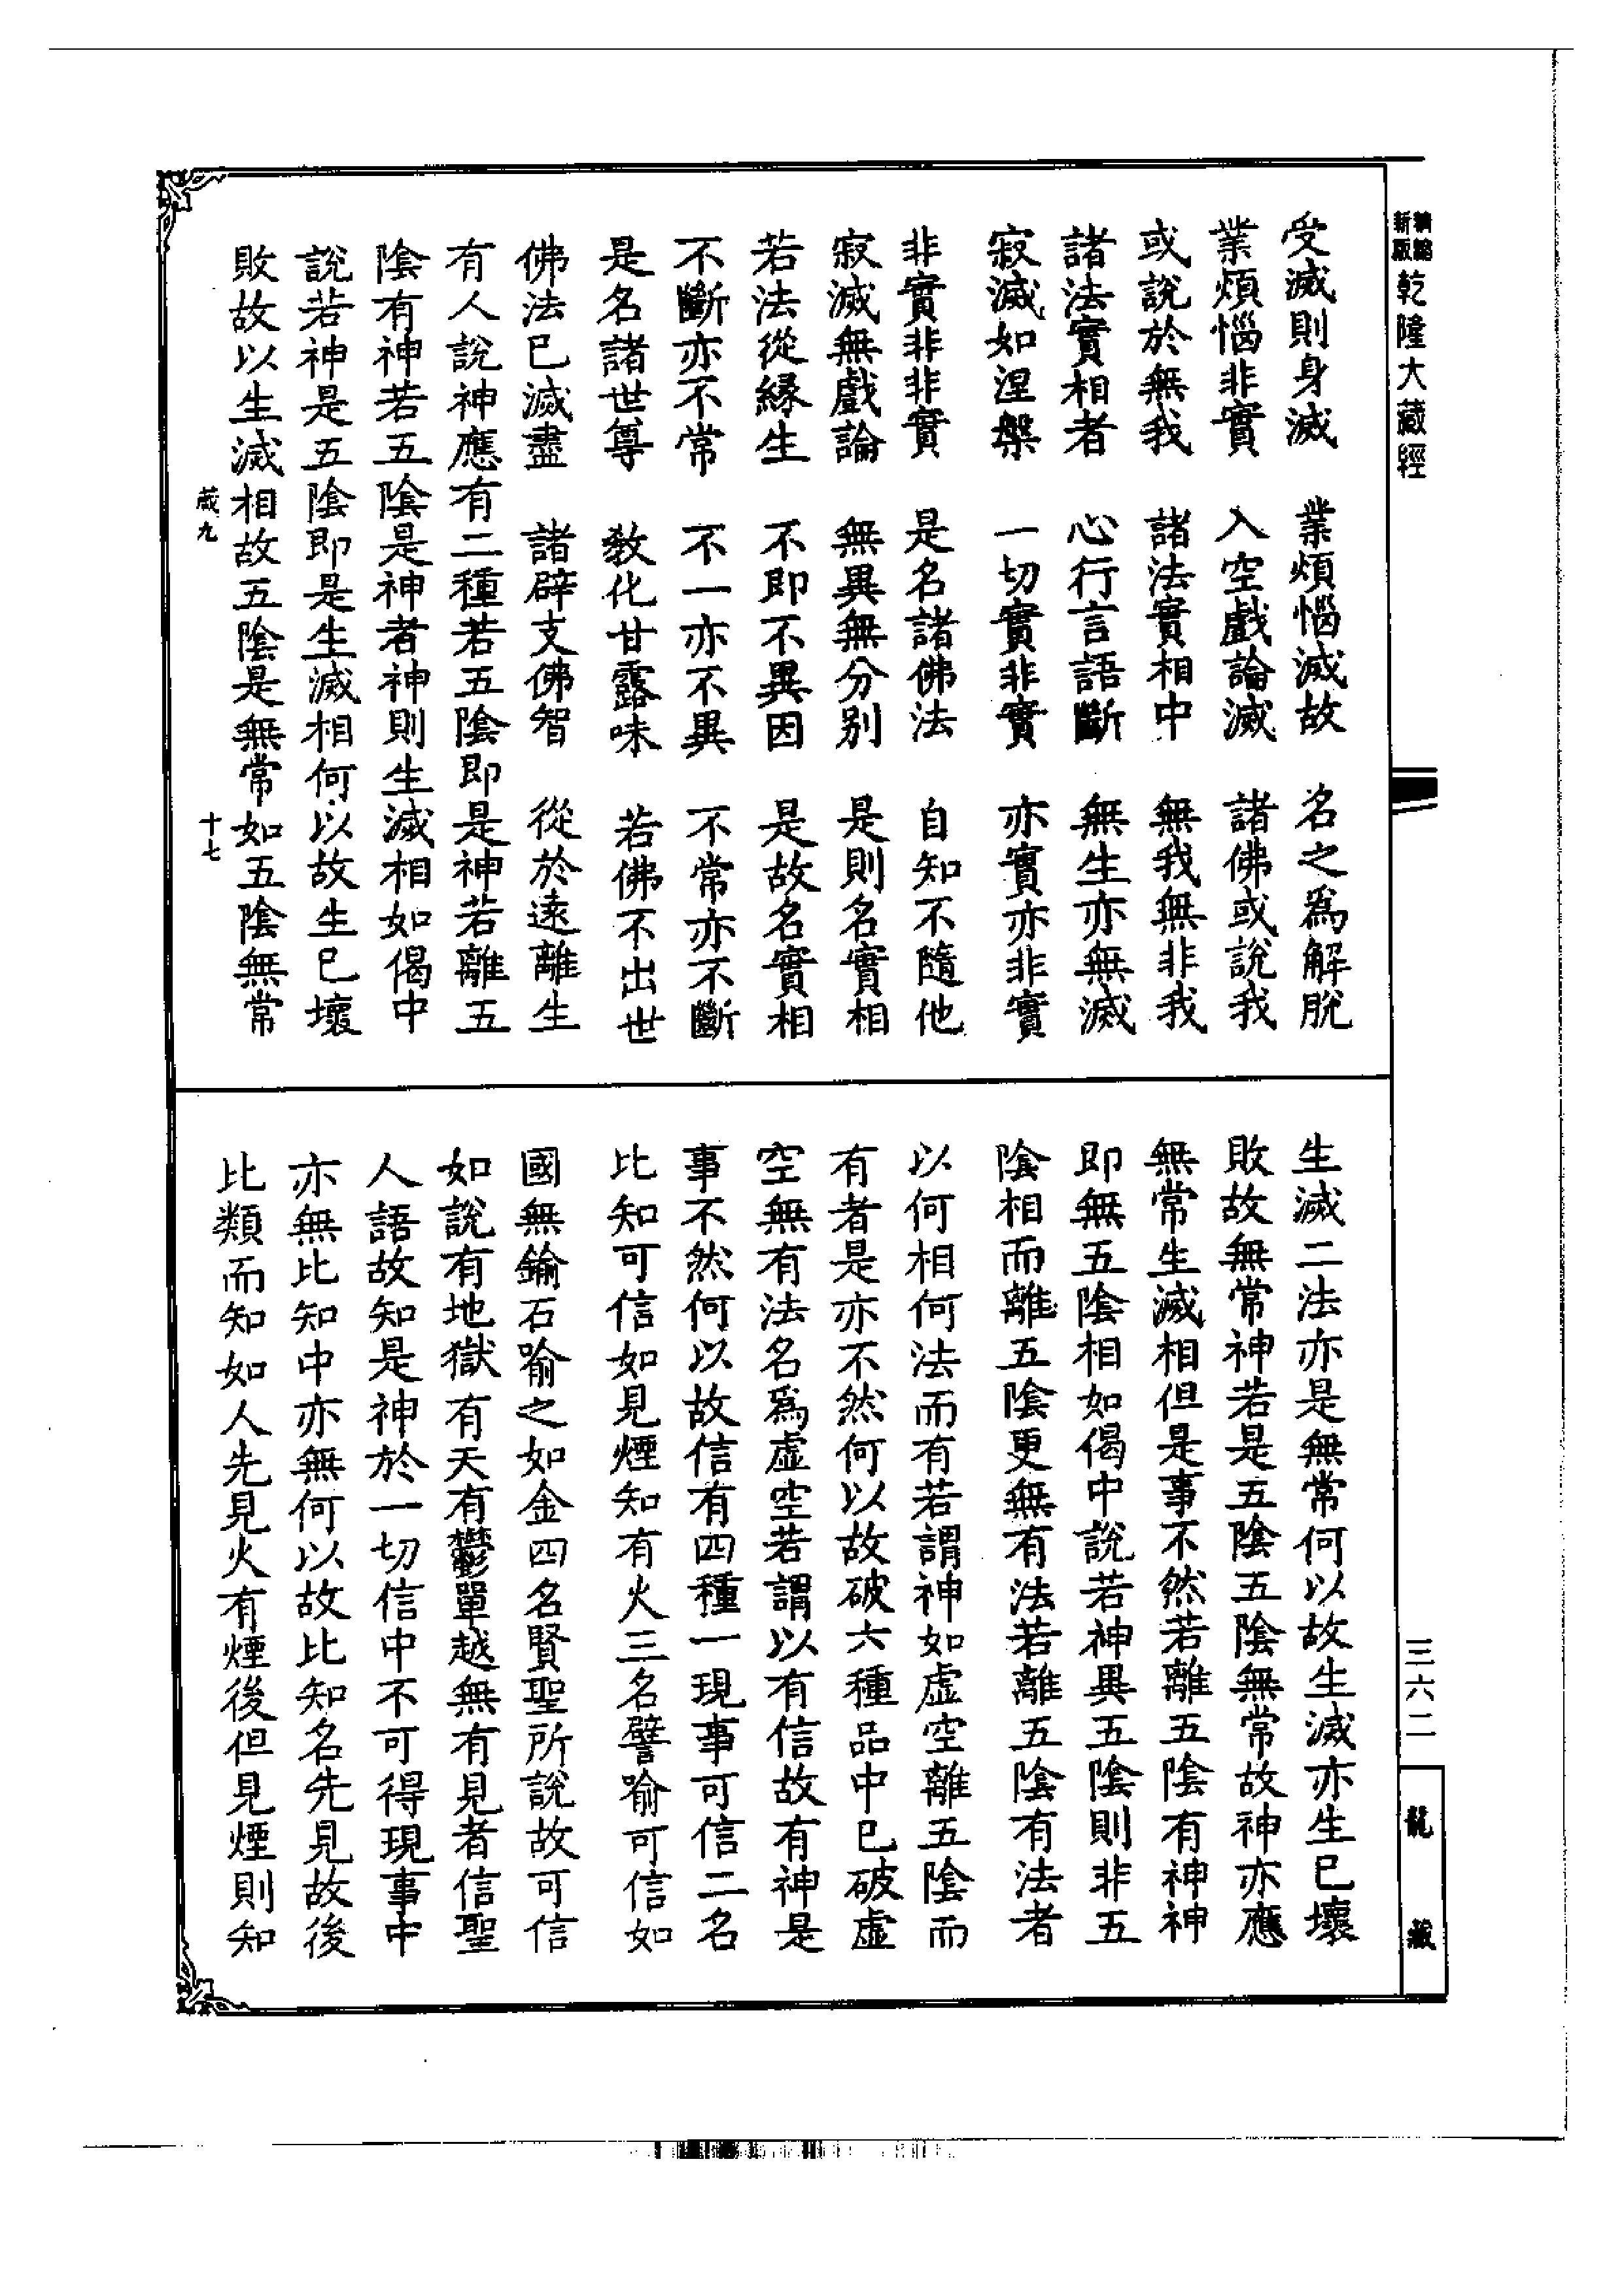 精縮
新版
乾隆大藏經
受滅則身滅　業煩惱滅故　名之爲解脫
業煩惱非實　入空戲論滅　諸佛或說我
或說於無我　諸法實相中　無我無非我
諸法實相者　心行言語斷　無生亦無滅
寂滅如涅槃　一切實非實　亦實亦非實
非實非非實　是名諸佛法　自知不隨他
寂滅無戲論　無異無分別　是則名實相
若法從緣生　不即不異因　是故名實相
不斷亦不常　不一亦不異　不常亦不斷
是名諸世尊　教化甘露味　若佛不出世
佛法已滅盡　諸辟支佛智　從於遠離生
有人說神應有二種若五陰即是神若離五
陰有神若五陰是神者神則生滅相如偈中
說若神是五陰即是生滅相何以故生已壞
敗故以生滅相故五陰是無常如五陰無常
藏九
十七
生滅二法亦是無常何以故生滅亦生已壞
敗故無常神若是五陰五陰無常故神亦應
無常生滅相但是事不然若離五陰有神神
即無五陰相如偈中說若神異五陰則非五
陰相而離五陰更無有法若離五陰有法者
以何相何法而有若謂神如虛空離五陰而
有者是亦不然何以故破六種品中已破虛
空無有法名爲虛空若謂以有信故有神是
事不然何以故信有四種一現事可信二名
比知可信如見煙知有火三名譬喻可信如
國無鍮石喻之如金四名賢聖所說故可信
如說有地獄有天有鬱單越無有見者信聖
人語故知是神於一切信中不可得現事中
亦無比知中亦無何以故比知名先見故後
比類而知如人先見火有煙後但見煙則知
三六二
龍藏